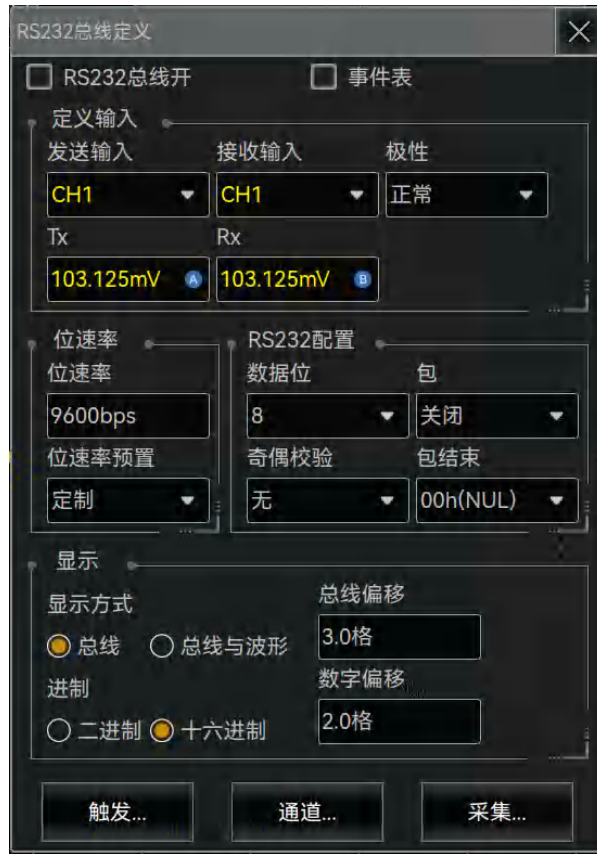 RS232总线定义
RS232总线开 事件表
定义输入
发送输入 接收输入 极性
CH1 CH1 正常
Tx Rx
103.125mV A 103.125mV B
位速率 RS232配置
位速率 数据位 包
9600bps 8 关闭
位速率预置 奇偶校验 包结束
定制 无 00h(NUL)
显示
显示方式 总线偏移
总线 总线与波形 3.0格
进制 数字偏移
二进制 十六进制 2.0格
触发... 通道... 采集...